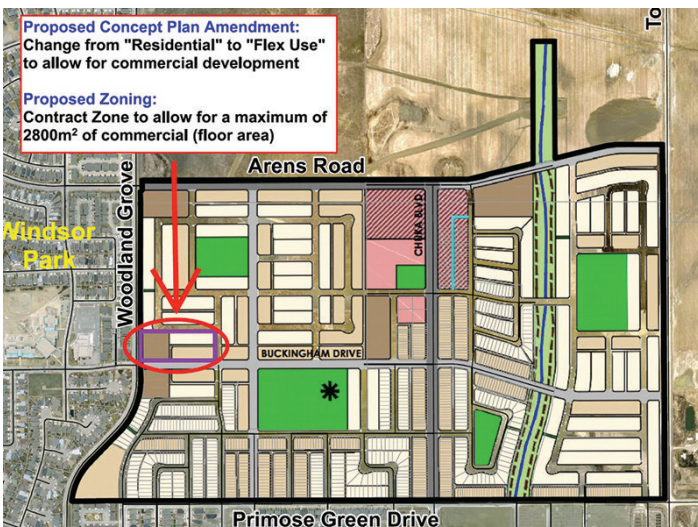 Proposed Concept Plan Amendment:
Change from "Residential" to "Flex Use"
to allow for commercial development
Proposed Zoning:
Contract Zone to allow for a maximum of
2800m² of commercial (floor area)
To
Arens Road
Woodland Grove
Windsor
Park
CHUKA BLVD.
BUCKINGHAM DRIVE
Primose Green Drive